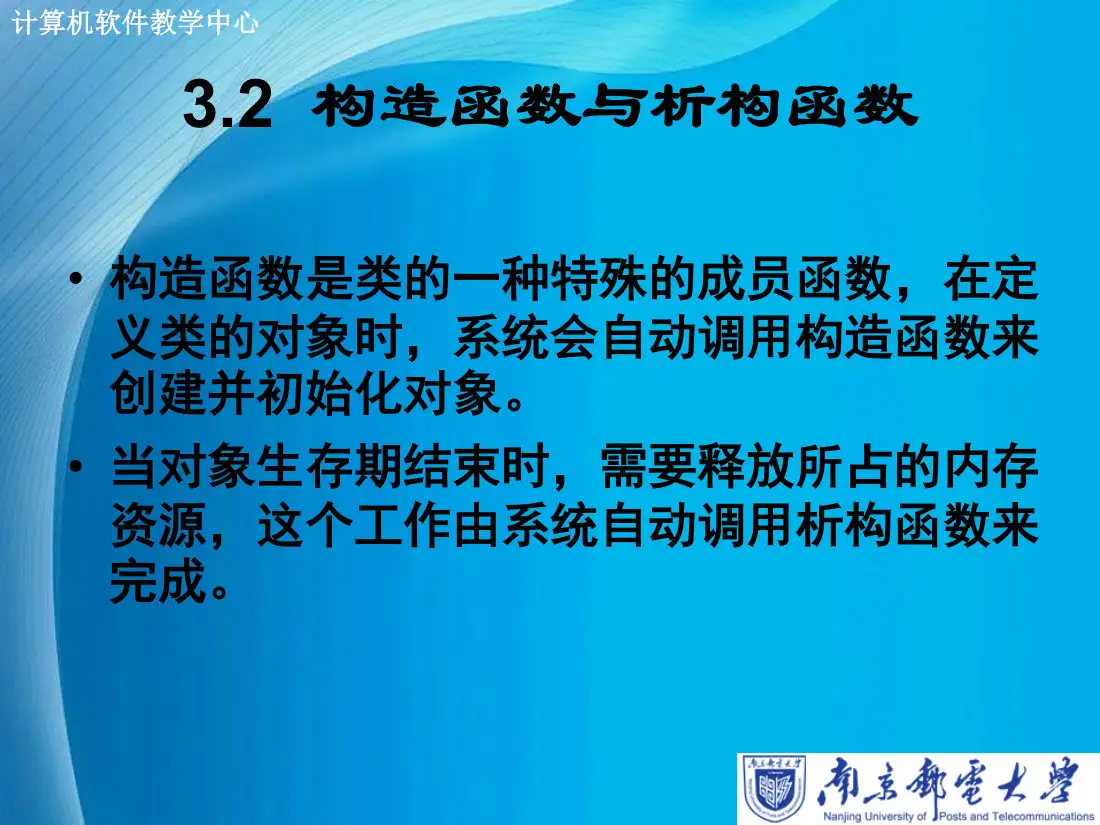 计算机软件教学中心
3.2 构造函数与析构函数
• 构造函数是类的一种特殊的成员函数，在定
义类的对象时，系统会自动调用构造函数来
创建并初始化对象。
• 当对象生存期结束时，需要释放所占的内存
资源，这个工作由系统自动调用析构函数来
完成。
南京郵電大學
Nanjing University of Posts and Telecommunications